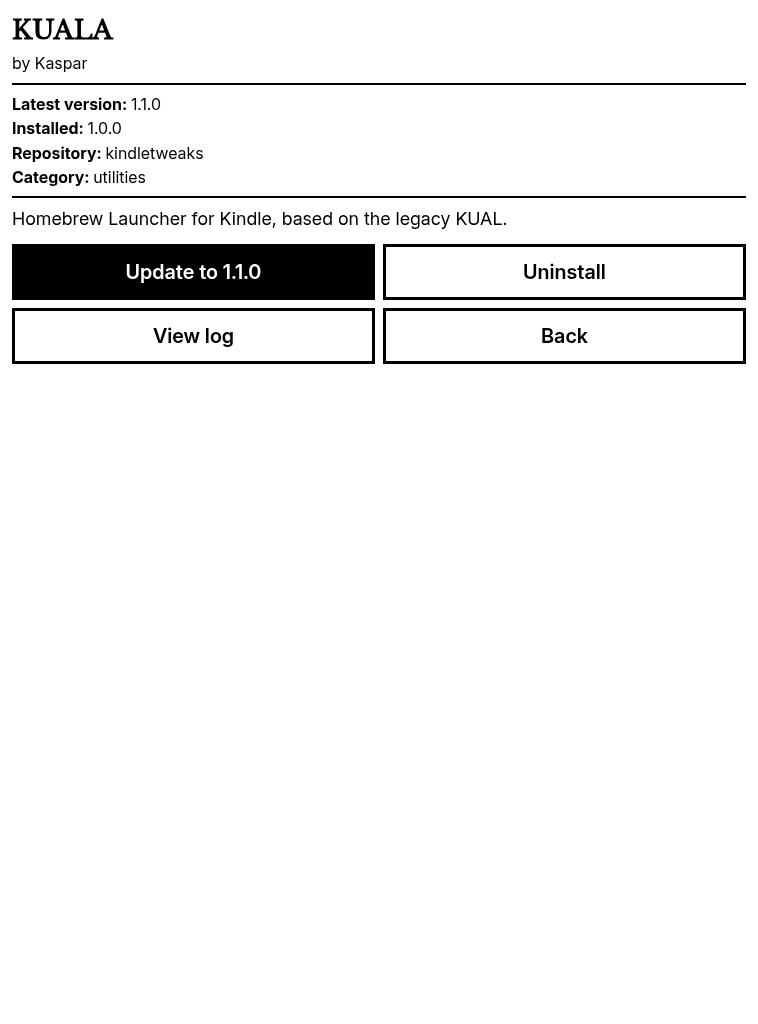 KUALA
by Kaspar
Latest version: 1.1.0
Installed: 1.0.0
Repository: kindletweaks
Category: utilities
Homebrew Launcher for Kindle, based on the legacy KUAL.
Update to 1.1.0
Uninstall
View log
Back